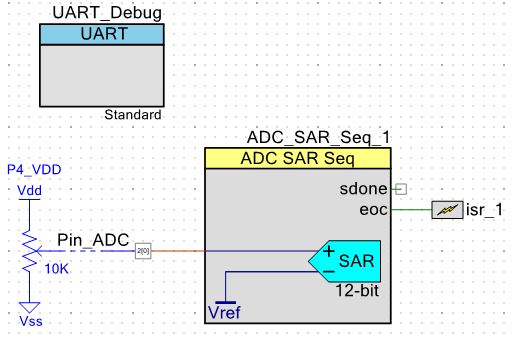 UART_Debug
UART
Standard
ADC_SAR_Seq_1
ADC SAR Seq
P4_VDD
Vdd
sdone
eoc
isr_1
Pin_ADC
2[0]
10K
SAR
+
−
12-bit
Vref
Vss